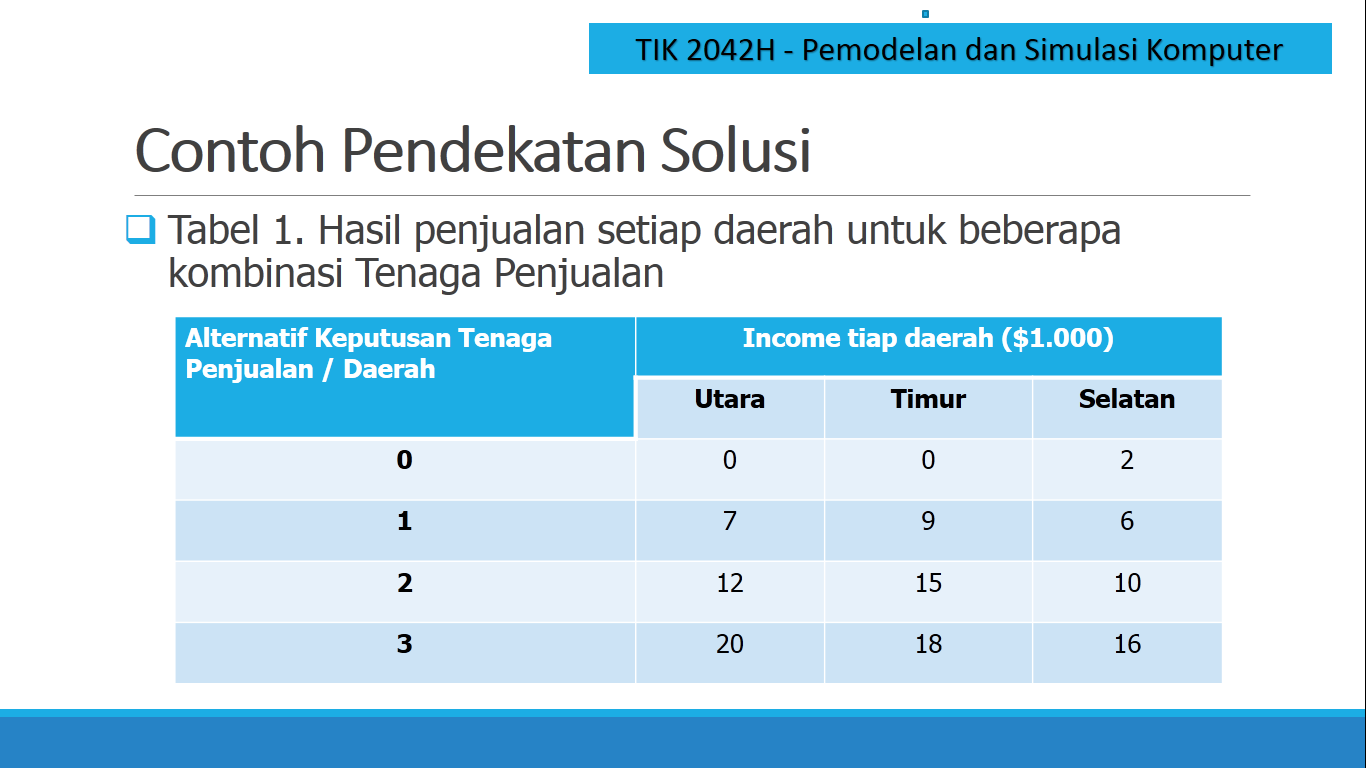 TIK 2042H - Pemodelan dan Simulasi Komputer
Contoh Pendekatan Solusi
Tabel 1. Hasil penjualan setiap daerah untuk beberapa
kombinasi Tenaga Penjualan
Alternatif Keputusan Tenaga
Penjualan / Daerah
Income tiap daerah ($1.000)
Utara Timur Selatan
0 0 0 2
1 7 9 6
2 12 15 10
3 20 18 16